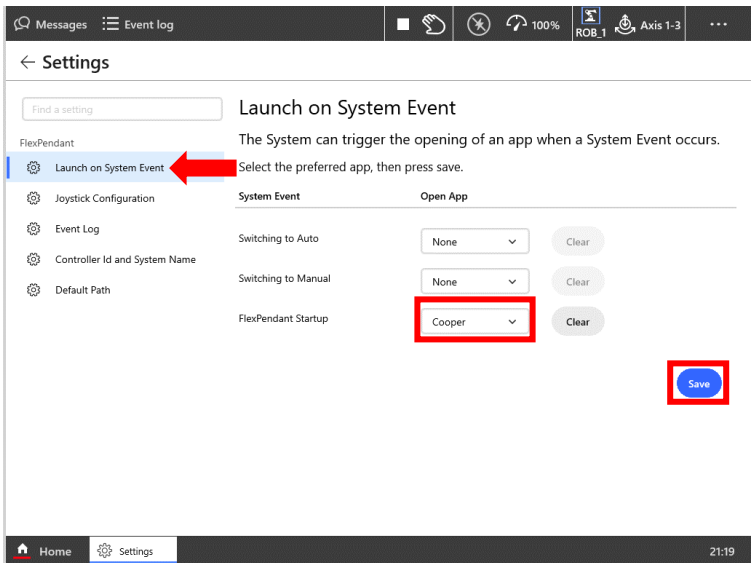 Messages Event log 100% ROB_1 Axis 1-3 ...
Settings
Find a setting
FlexPendant
Launch on System Event
Joystick Configuration
Event Log
Controller Id and System Name
Default Path
Launch on System Event
The System can trigger the opening of an app when a System Event occurs.
Select the preferred app, then press save.
System Event Open App
Switching to Auto None Clear
Switching to Manual None Clear
FlexPendant Startup Cooper Clear
Save
Home Settings 21:19